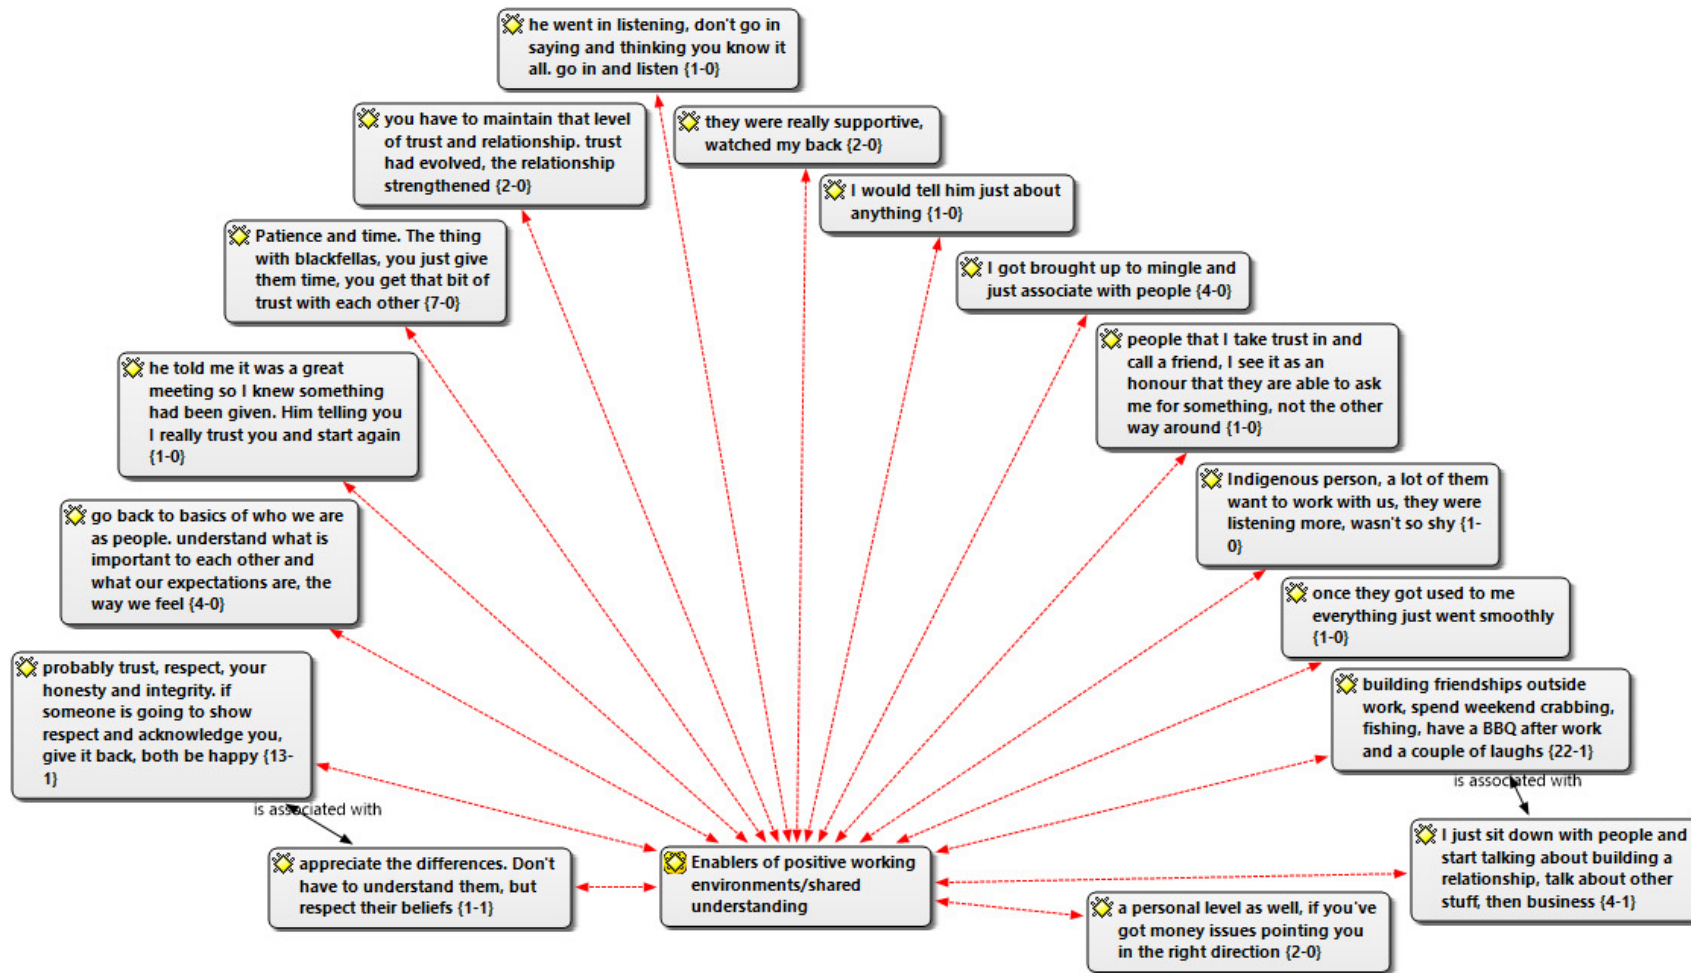 he went in listening, don't go in
saying and thinking you know it
all. go in and listen {1-0}
you have to maintain that level
of trust and relationship. trust
had evolved, the relationship
strengthened {2-0}
they were really supportive,
watched my back {2-0}
I would tell him just about
anything {1-0}
Patience and time. The thing
with blackfellas, you just give
them time, you get that bit of
trust with each other {7-0}
I got brought up to mingle and
just associate with people {4-0}
he told me it was a great
meeting so I knew something
had been given. Him telling you
I really trust you and start again
{1-0}
people that I take trust in and
call a friend, I see it as an
honour that they are able to ask
me for something, not the other
way around {1-0}
go back to basics of who we are
as people. understand what is
important to each other and
what our expectations are, the
way we feel {4-0}
Indigenous person, a lot of them
want to work with us, they were
listening more, wasn't so shy {1-
0}
once they got used to me
everything just went smoothly
{1-0}
probably trust, respect, your
honesty and integrity. if
someone is going to show
respect and acknowledge you,
give it back, both be happy {13-
1}
building friendships outside
work, spend weekend crabbing,
fishing, have a BBQ after work
and a couple of laughs {22-1}
is associated with
is associated with
appreciate the differences. Don't
have to understand them, but
respect their beliefs {1-1}
Enablers of positive working
environments/shared
understanding
I just sit down with people and
start talking about building a
relationship, talk about other
stuff, then business {4-1}
a personal level as well, if you've
got money issues pointing you
in the right direction {2-0}